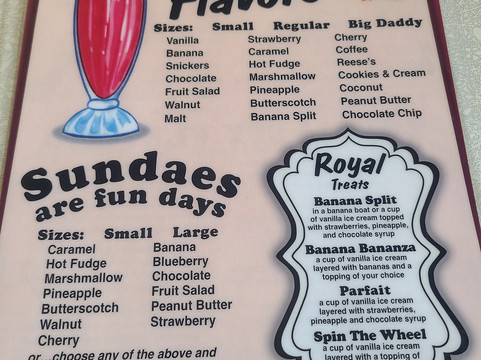 Flavors
Sizes: Small Regular Big Daddy
Vanilla Strawberry Cherry
Banana Caramel Coffee
Snickers Hot Fudge Reese's
Chocolate Marshmallow Cookies & Cream
Fruit Salad Pineapple Coconut
Walnut Butterscotch Peanut Butter
Malt Banana Split Chocolate Chip
Sundaes
are fun days
Sizes: Small Large
Caramel Banana
Hot Fudge Blueberry
Marshmallow Chocolate
Pineapple Fruit Salad
Butterscotch Peanut Butter
Walnut Strawberry
Cherry
or...choose any of the above and
Royal
Treats
Banana Split
in a banana boat or a cup
of vanilla ice cream topped
with strawberries, pineapple,
and chocolate syrup
Banana Bananza
a cup of vanilla ice cream
layered with bananas and a
topping of your choice
Parfait
a cup of vanilla ice cream
layered with strawberries,
pineapple and chocolate syrup
Spin The Wheel
a cup of vanilla ice cream
layered with a topping of